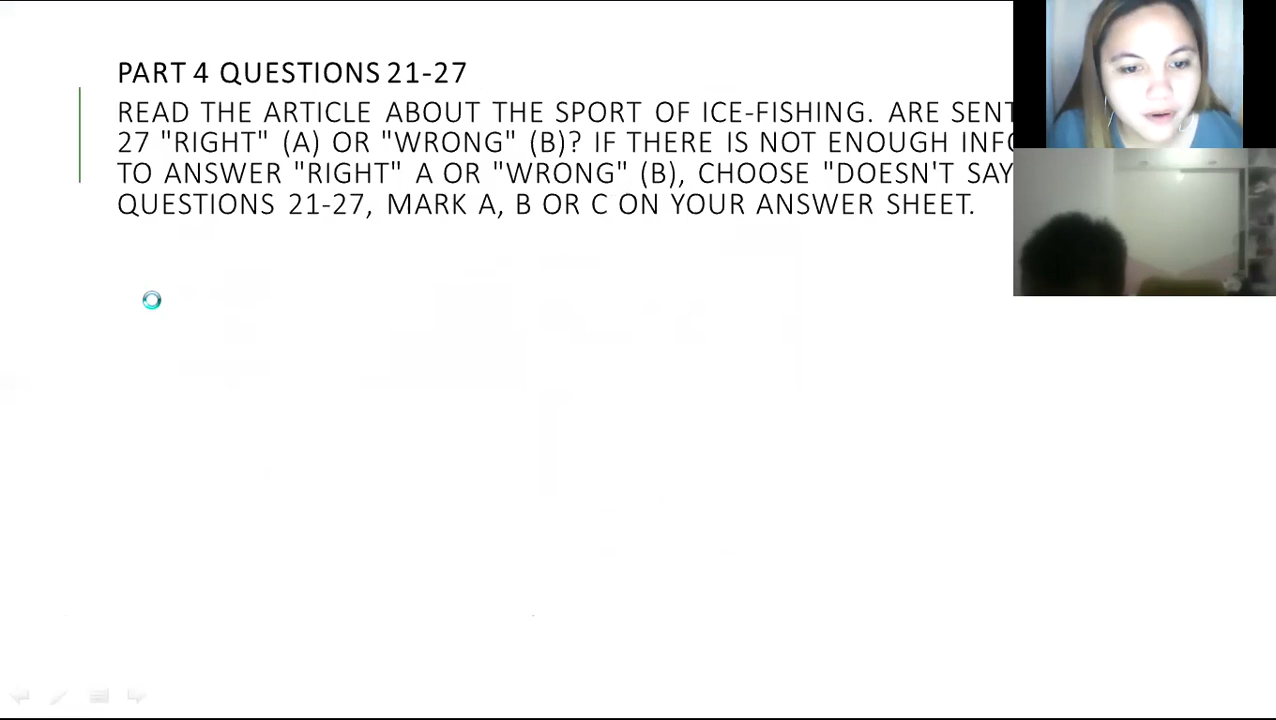 PART 4 QUESTIONS 21-27
READ THE ARTICLE ABOUT THE SPORT OF ICE-FISHING. ARE SENT
27 "RIGHT" (A) OR "WRONG" (B)? IF THERE IS NOT ENOUGH INFO
TO ANSWER "RIGHT" A OR "WRONG" (B), CHOOSE "DOESN'T SAY
QUESTIONS 21-27, MARK A, B OR C ON YOUR ANSWER SHEET.